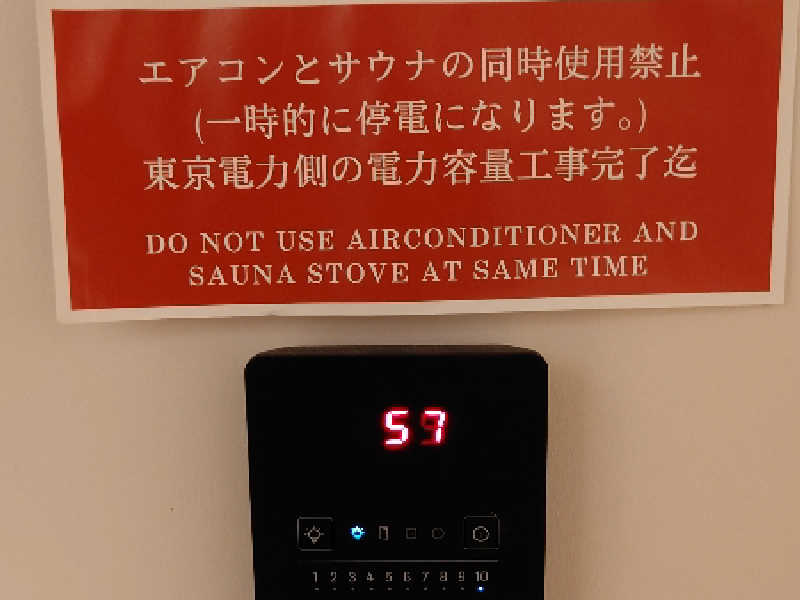 エアコンとサウナの同時使用禁止
(一時的に停電になります。)
東京電力側の電力容量工事完了迄
DO NOT USE AIRCONDITIONER AND
SAUNA STOVE AT SAME TIME
57
1 2 3 4 5 6 7 8 9 10